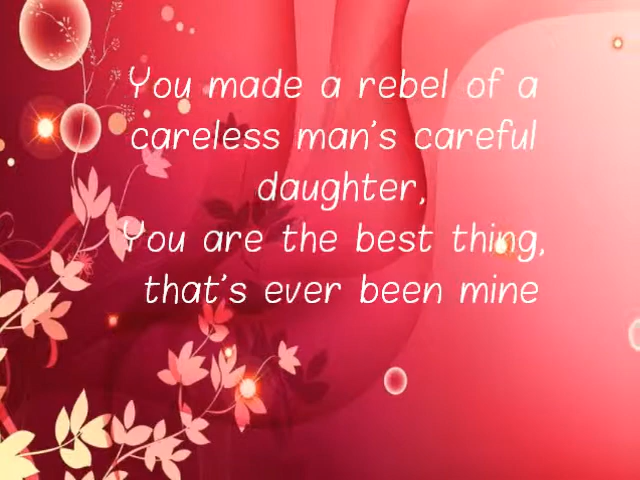 You made a rebel of a
careless man's careful
daughter,
You are the best thing,
that's ever been mine